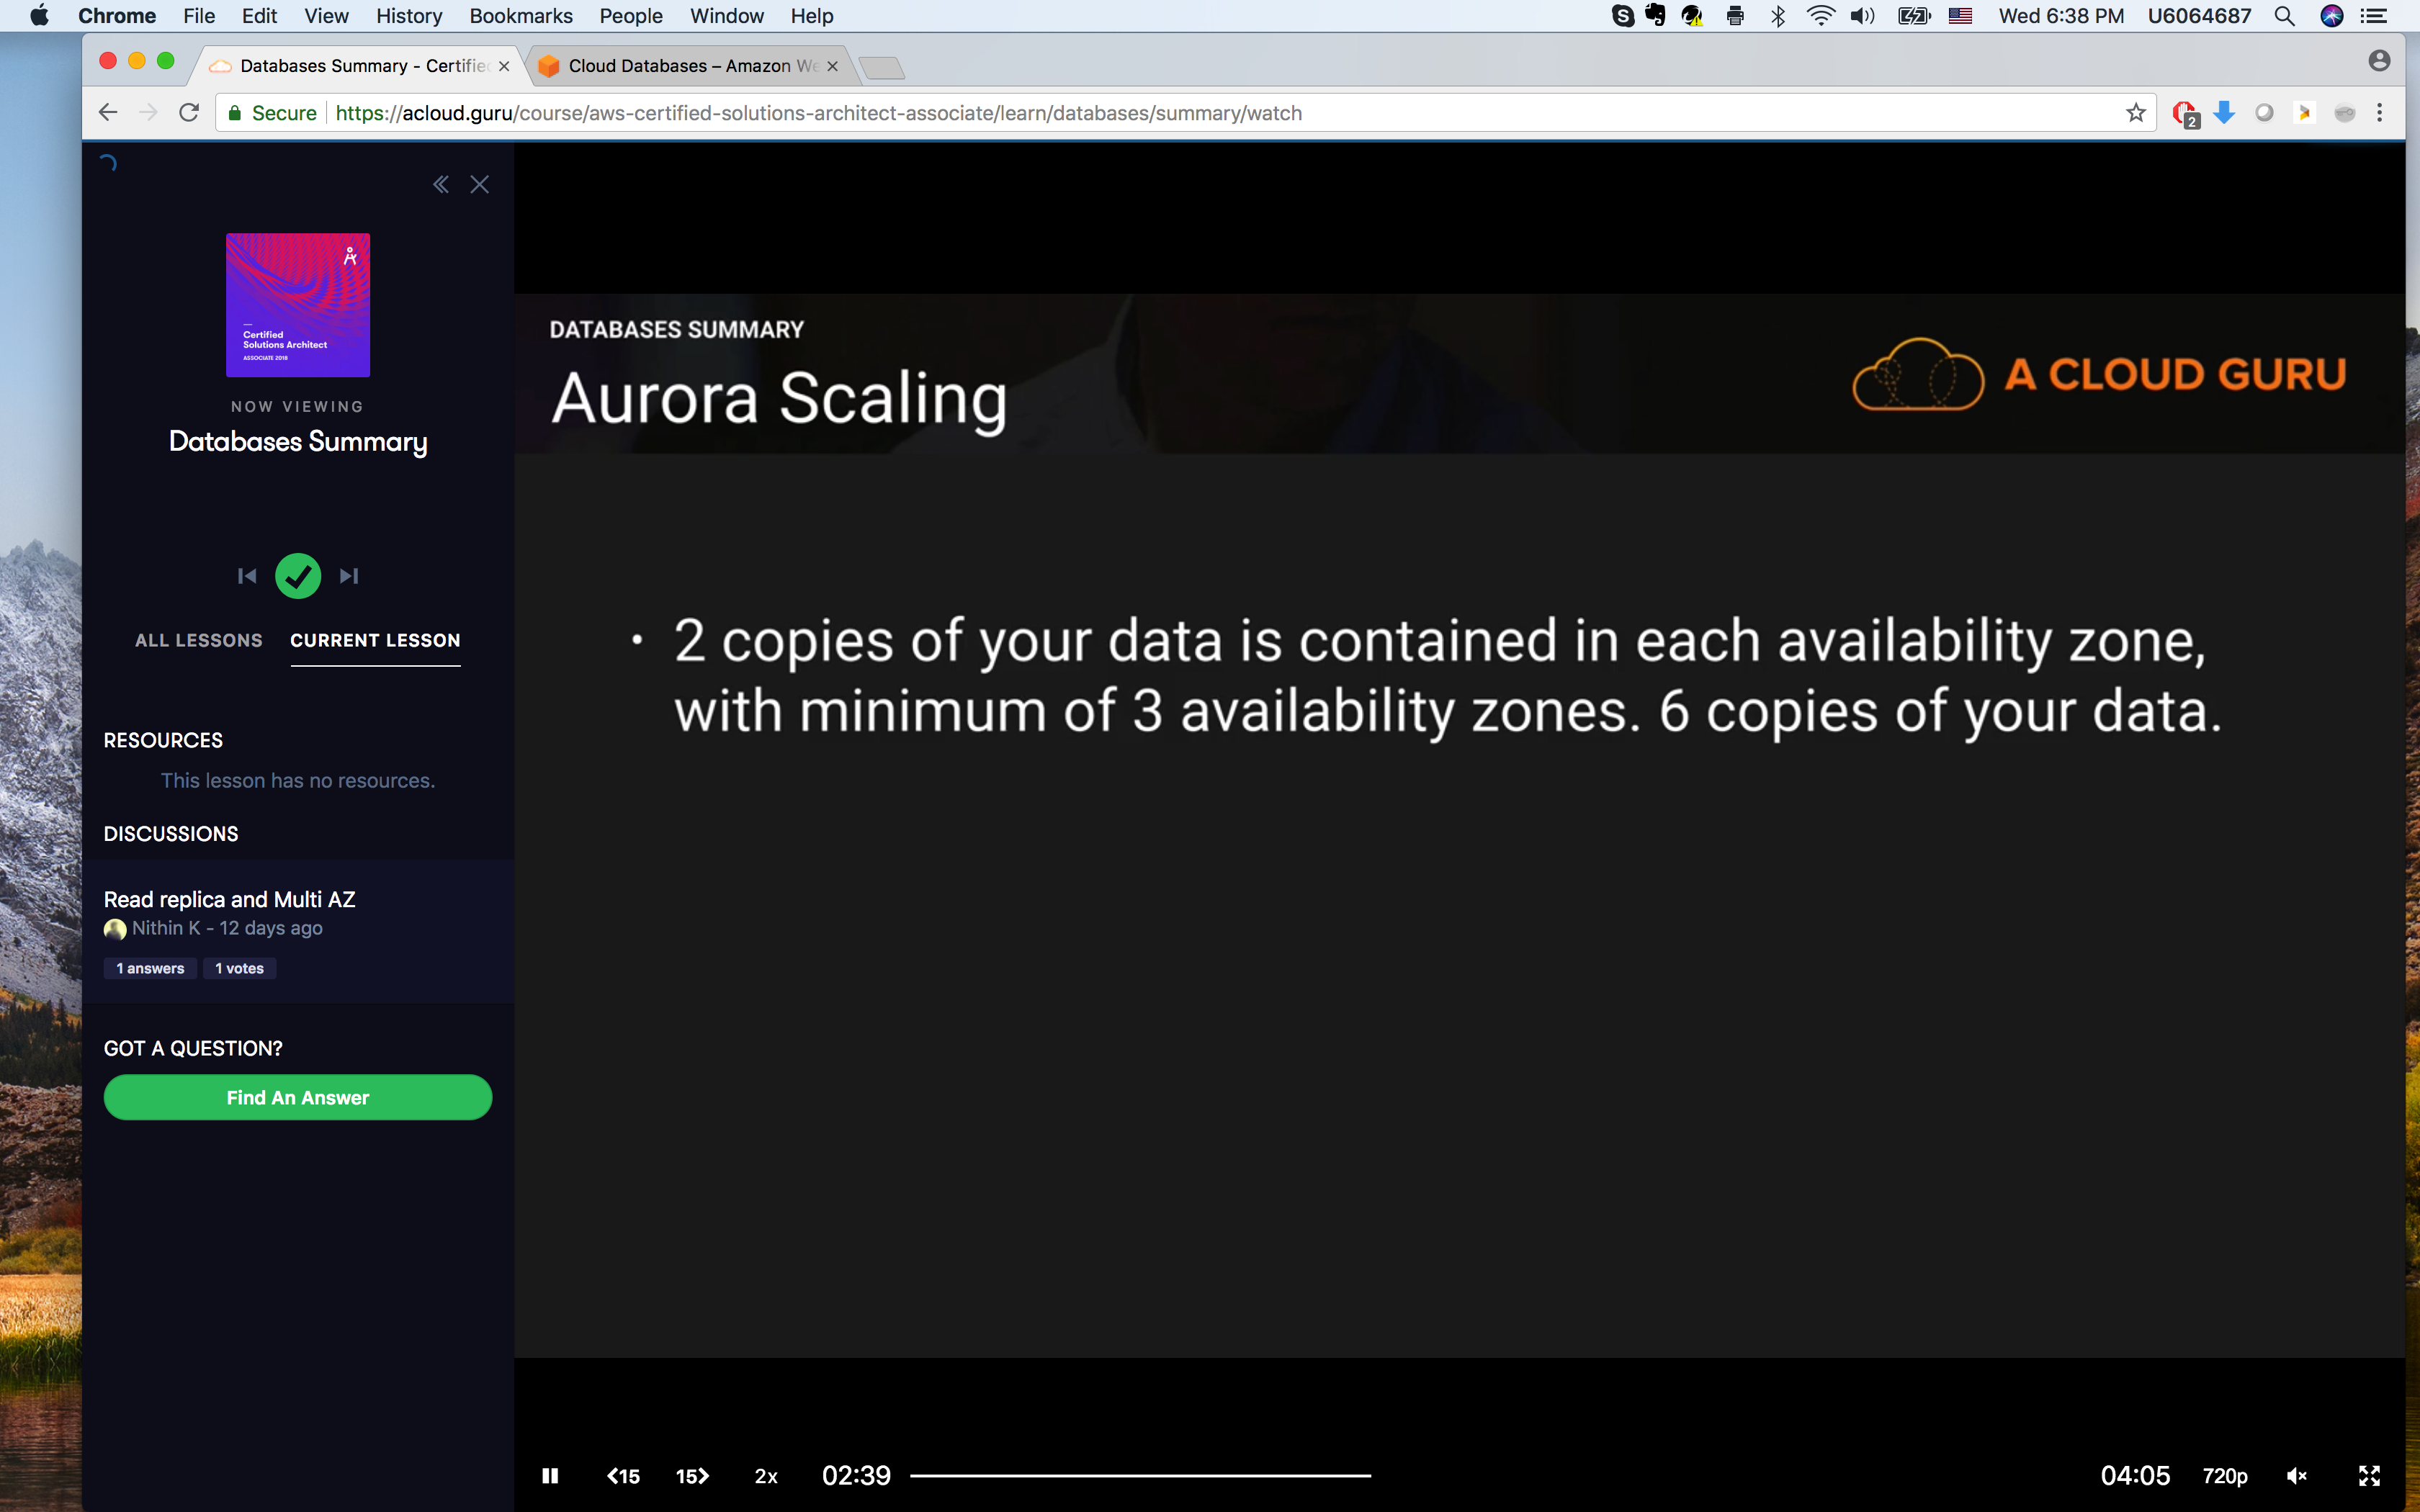 Chrome File Edit View History Bookmarks People Window Help Wed 6:38 PM U6064687
Databases Summary - Certifie Cloud Databases – Amazon We
Secure https://acloud.guru/course/aws-certified-solutions-architect-associate/learn/databases/summary/watch 2
Certified
Solutions Architect
ASSOCIATE 2018
NOW VIEWING
Databases Summary
ALL LESSONS CURRENT LESSON
RESOURCES
This lesson has no resources.
DISCUSSIONS
Read replica and Multi AZ
Nithin K - 12 days ago
1 answers 1 votes
GOT A QUESTION?
Find An Answer
DATABASES SUMMARY
Aurora Scaling
A CLOUD GURU
• 2 copies of your data is contained in each availability zone,
with minimum of 3 availability zones. 6 copies of your data.
15 15 2x 02:39 04:05 720p